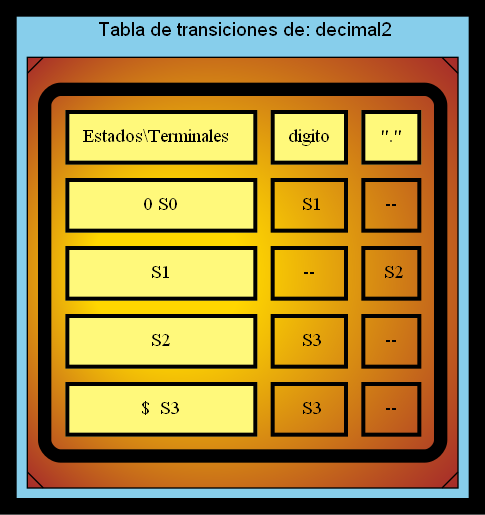 Tabla de transiciones de: decimal2
Estados\Terminales digito "."
0 S0 S1 --
S1 -- S2
S2 S3 --
$ S3 S3 --